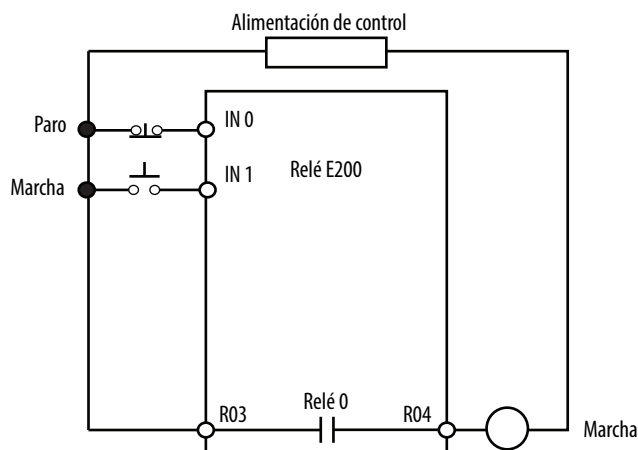 Alimentación de control
Paro
IN 0
Marcha
IN 1
Relé E200
R03
Relé 0
R04
Marcha